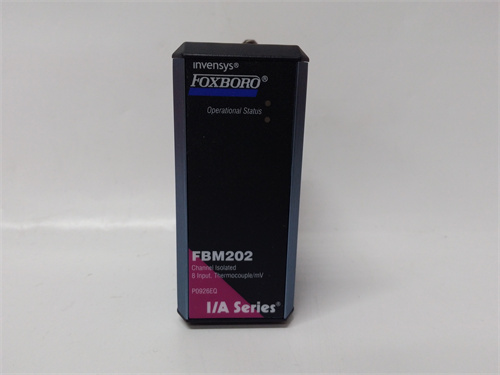 invensys®
FOXBORO®
Operational Status
FBM202
Channel Isolated
8 Input, Thermocouple/mV
P0926EQ
I/A Series®